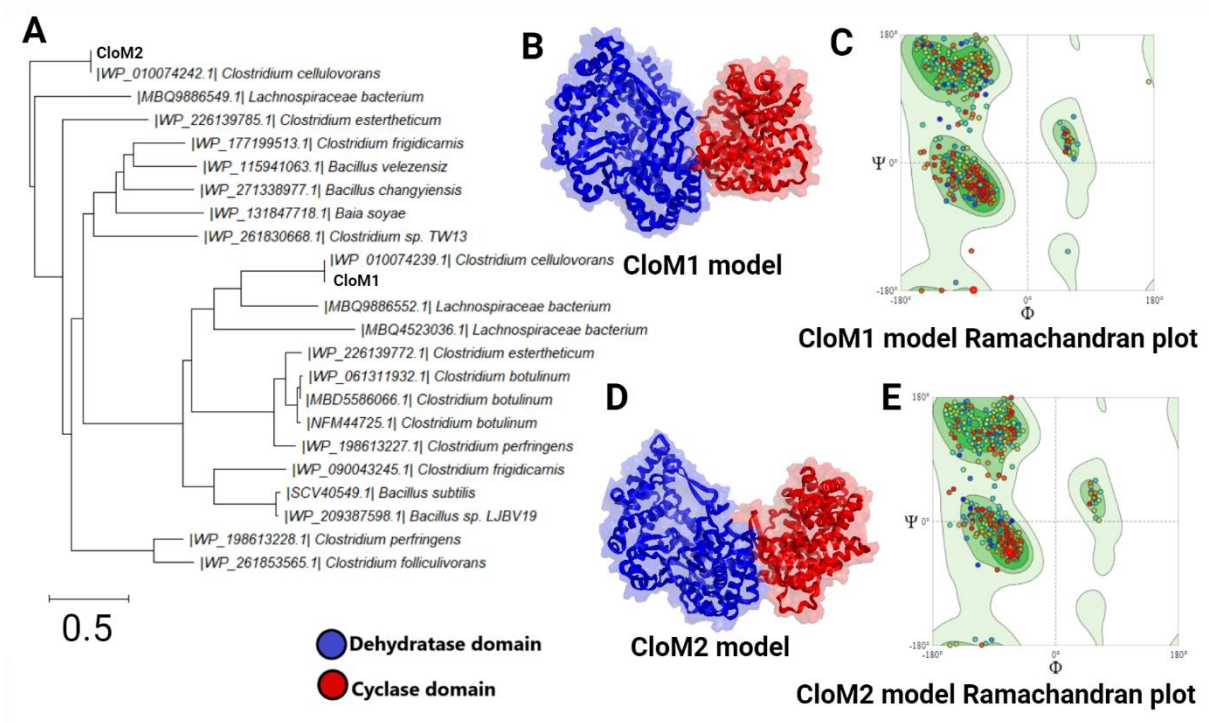 A
CloM2
|WP_010074242.1| Clostridium cellulovorans
|MBQ9886549.1| Lachnospiraceae bacterium
|WP_226139785.1| Clostridium estertheticum
|WP_177199513.1| Clostridium frigidicarnis
|WP_115941063.1| Bacillus velezensiz
|WP_271338977.1| Bacillus changyiensis
|WP_131847718.1| Baia soyae
|WP_261830668.1| Clostridium sp. TW13
|WP_010074239.1| Clostridium cellulovorans
CloM1
|MBQ9886552.1| Lachnospiraceae bacterium
|MBQ4523036.1| Lachnospiraceae bacterium
|WP_226139772.1| Clostridium estertheticum
|WP_061311932.1| Clostridium botulinum
|MBD5586066.1| Clostridium botulinum
|NFM44725.1| Clostridium botulinum
|WP_198613227.1| Clostridium perfringens
|WP_090043245.1| Clostridium frigidicarnis
|SCV40549.1| Bacillus subtilis
|WP_209387598.1| Bacillus sp. LJBV19
|WP_198613228.1| Clostridium perfringens
|WP_261853565.1| Clostridium folliculivorans
0.5
Dehydratase domain
Cyclase domain
B
CloM1 model
C
180°
Ψ 0°
-180°
-180° 0° 180°
Φ
CloM1 model Ramachandran plot
D
CloM2 model
E
180°
Ψ 0°
-180°
-180° 0° 180°
Φ
CloM2 model Ramachandran plot